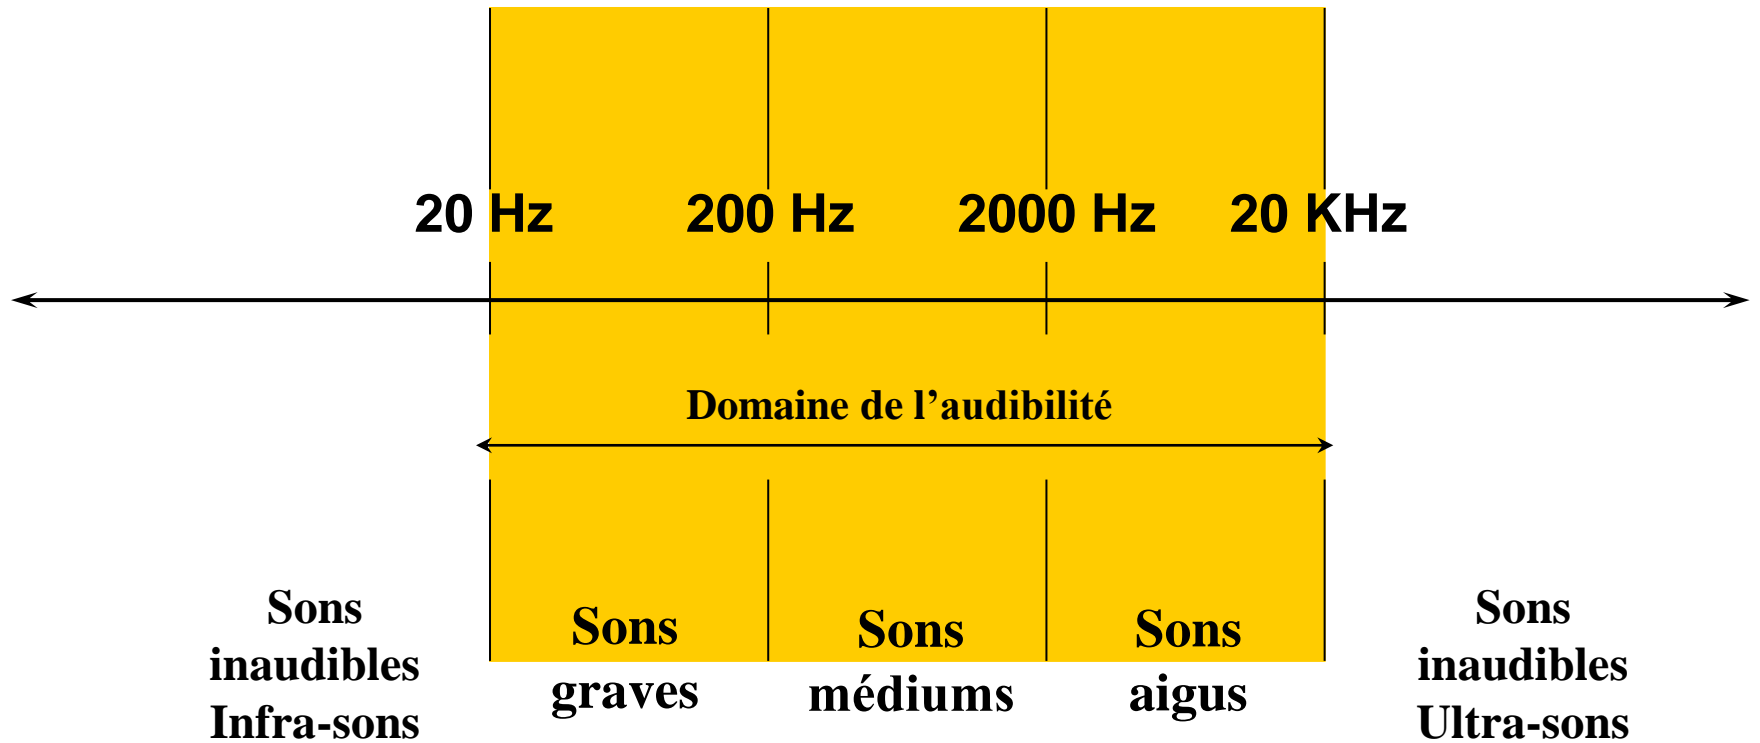 20 Hz 200 Hz 2000 Hz 20 KHz
Domaine de l’audibilité
Sons
inaudibles
Infra-sons
Sons
graves
Sons
médiums
Sons
aigus
Sons
inaudibles
Ultra-sons